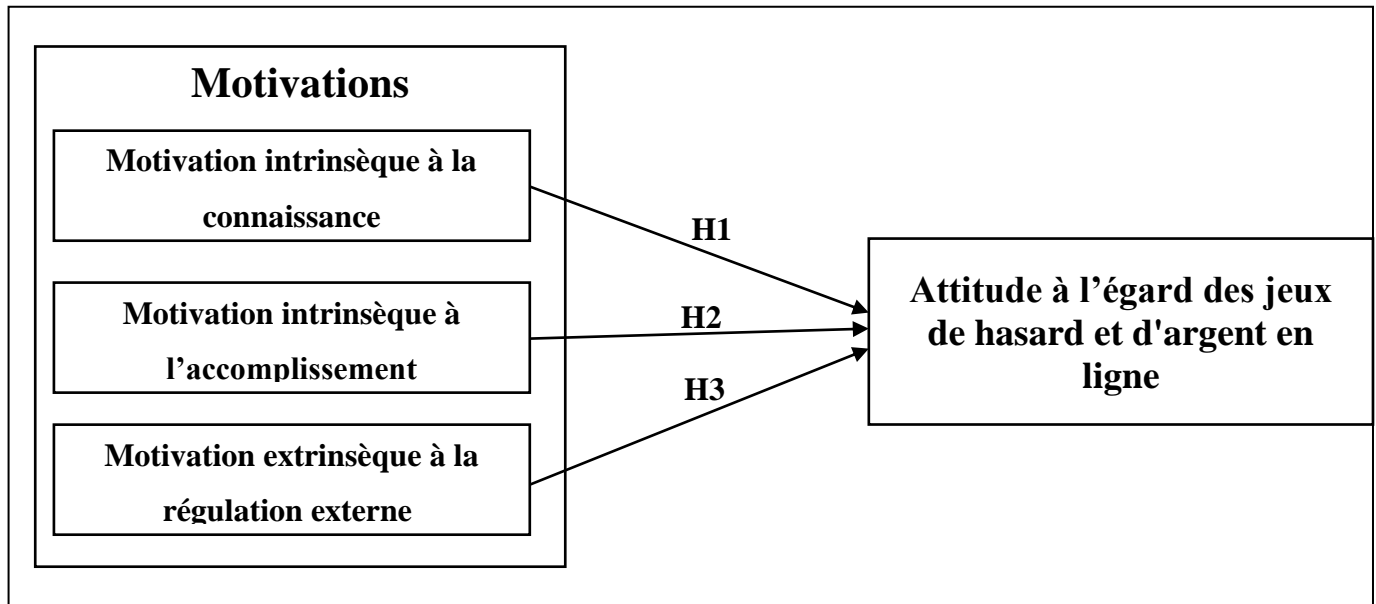 Motivations
Motivation intrinsèque à la
connaissance
H1
Motivation intrinsèque à
l’accomplissement
H2
Motivation extrinsèque à la
régulation externe
H3
Attitude à l’égard des jeux
de hasard et d'argent en
ligne